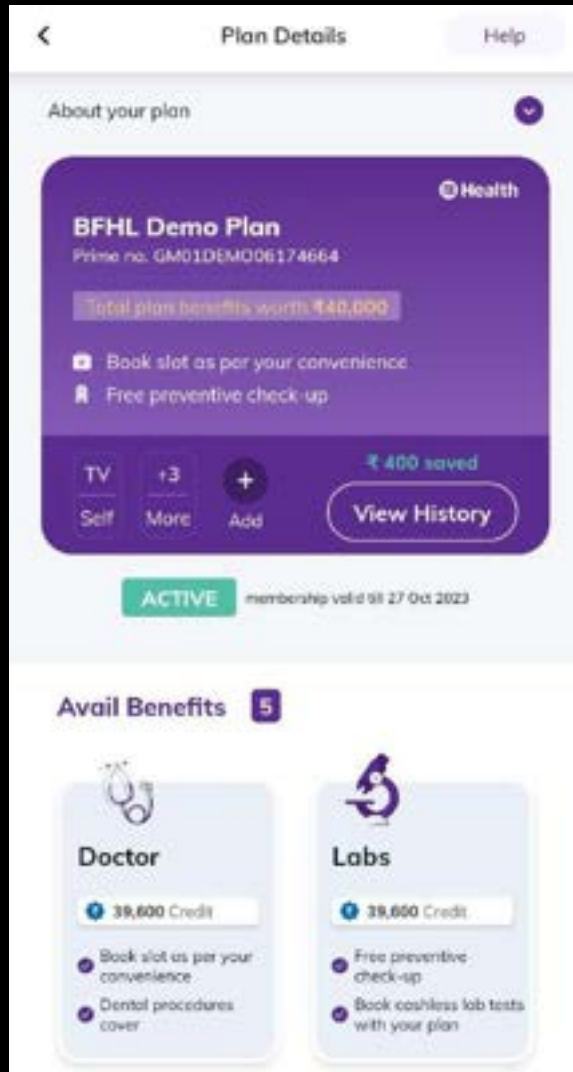 Plan Details
Help
About your plan
Health
BFHL Demo Plan
Prime no. GM01DEMO06174664
Total plan benefits worth ₹40,000
Book slot as per your convenience
Free preventive check-up
TV
Self
+3
More
+
Add
₹ 400 saved
View History
ACTIVE
membership valid till 27 Oct 2023
Avail Benefits 5
Doctor
39,600 Credit
Book slot as per your
convenience
Dental procedures
cover
Labs
39,600 Credit
Free preventive
check-up
Book cashless lab tests
with your plan